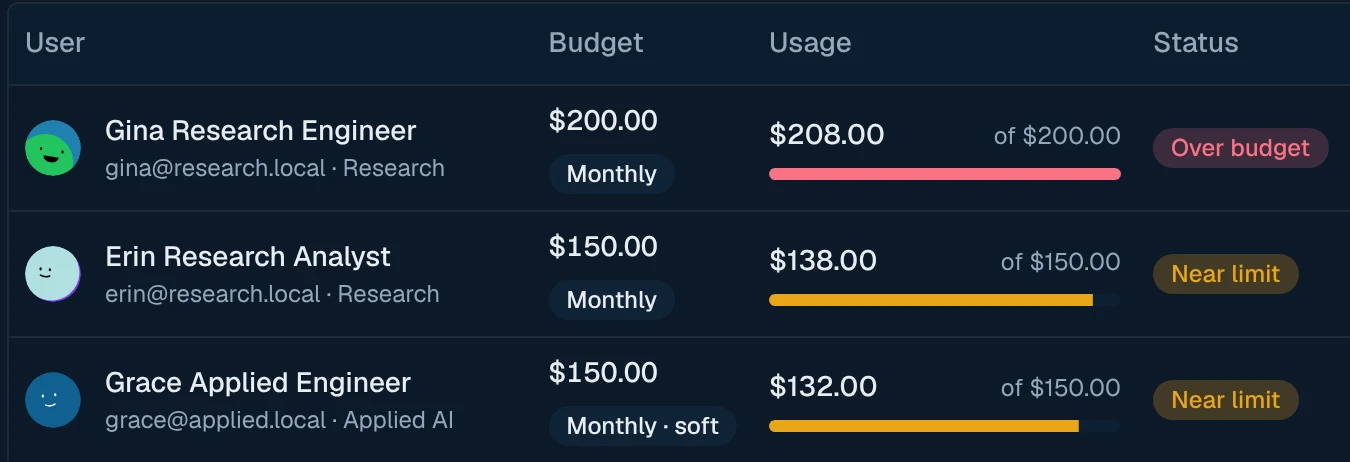 User Budget Usage Status
Gina Research Engineer
gina@research.local · Research
$200.00
Monthly
$208.00 of $200.00
Over budget
Erin Research Analyst
erin@research.local · Research
$150.00
Monthly
$138.00 of $150.00
Near limit
Grace Applied Engineer
grace@applied.local · Applied AI
$150.00
Monthly · soft
$132.00 of $150.00
Near limit